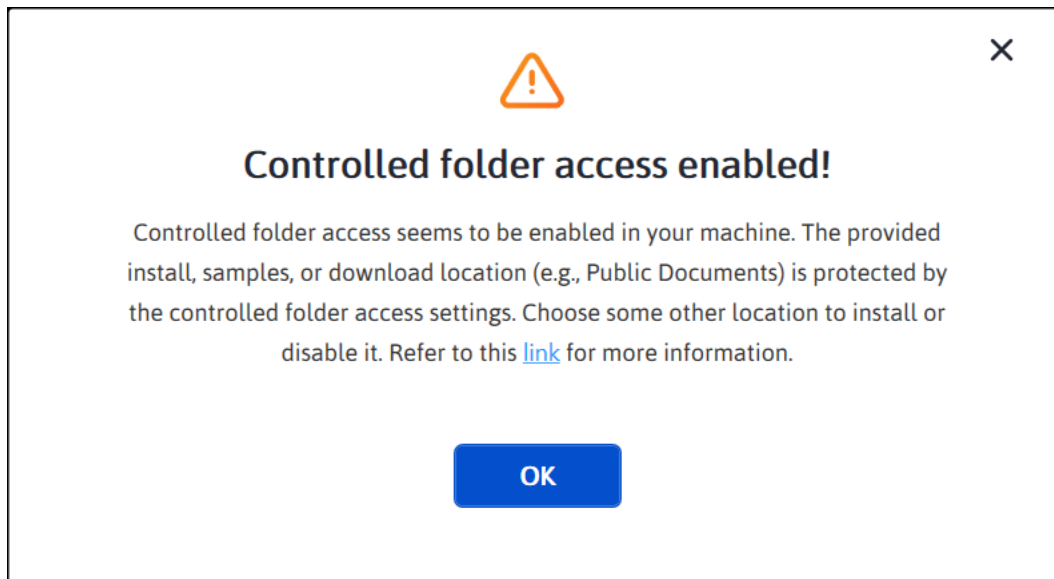 Controlled folder access enabled!
Controlled folder access seems to be enabled in your machine. The provided
install, samples, or download location (e.g., Public Documents) is protected by
the controlled folder access settings. Choose some other location to install or
disable it. Refer to this link for more information.
OK